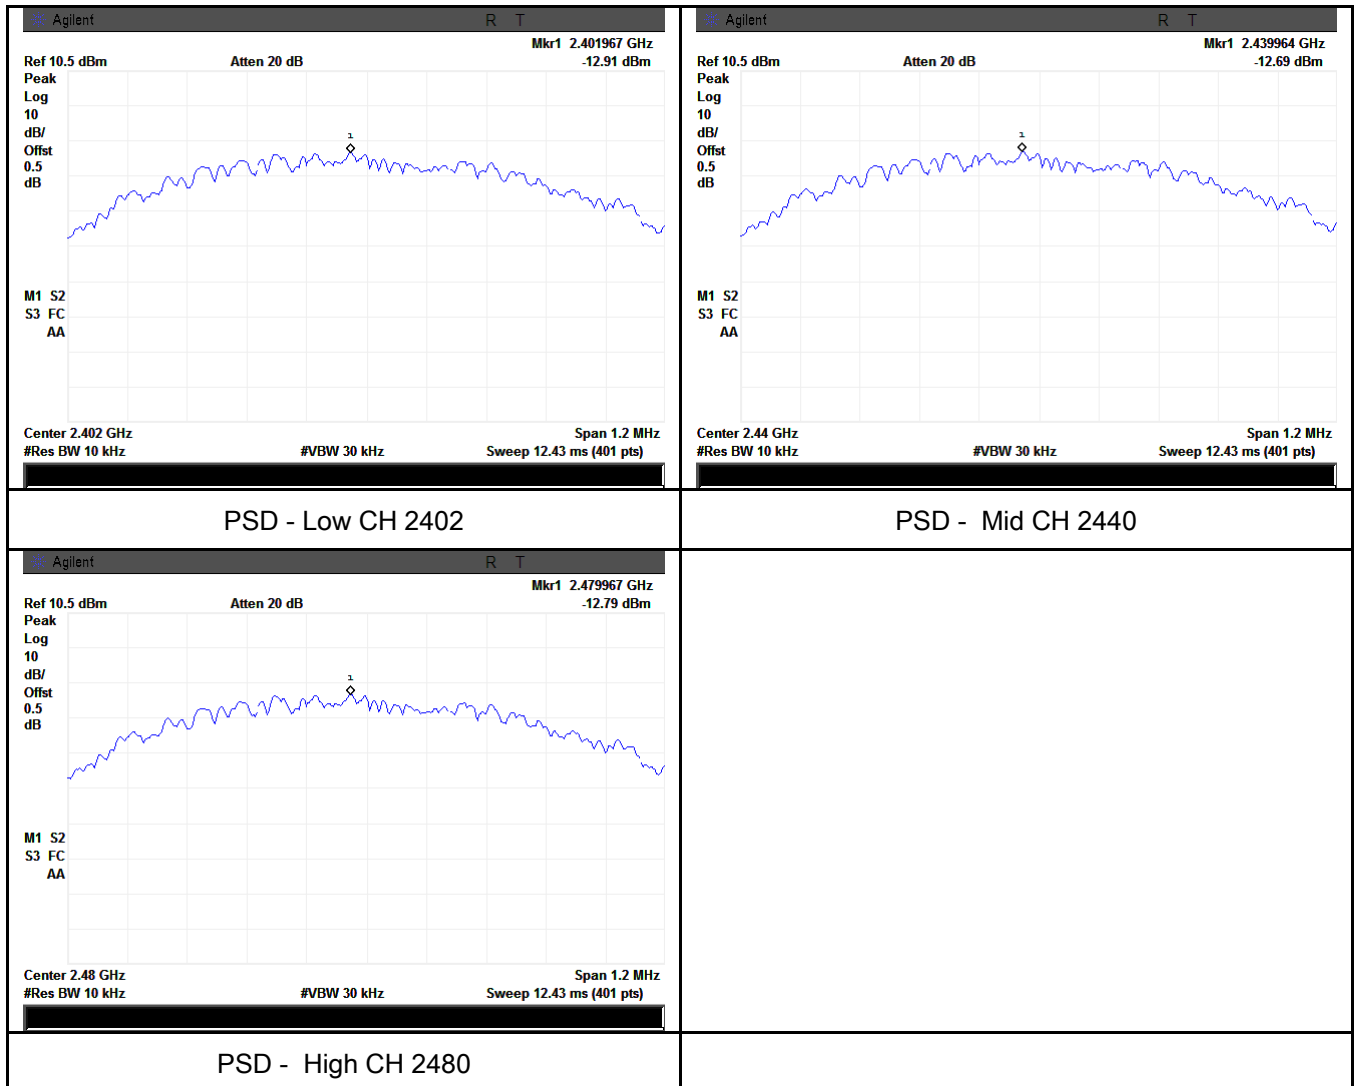 Agilent R T
Mkr1 2.401967 GHz
Ref 10.5 dBm Atten 20 dB -12.91 dBm
Peak
Log
10
dB/
Offst
0.5
dB
1
M1 S2
S3 FC
AA
Center 2.402 GHz Span 1.2 MHz
#Res BW 10 kHz #VBW 30 kHz Sweep 12.43 ms (401 pts)
PSD - Low CH 2402
Agilent R T
Mkr1 2.439964 GHz
Ref 10.5 dBm Atten 20 dB -12.69 dBm
Peak
Log
10
dB/
Offst
0.5
dB
1
M1 S2
S3 FC
AA
Center 2.44 GHz Span 1.2 MHz
#Res BW 10 kHz #VBW 30 kHz Sweep 12.43 ms (401 pts)
PSD - Mid CH 2440
Agilent R T
Mkr1 2.479967 GHz
Ref 10.5 dBm Atten 20 dB -12.79 dBm
Peak
Log
10
dB/
Offst
0.5
dB
1
M1 S2
S3 FC
AA
Center 2.48 GHz Span 1.2 MHz
#Res BW 10 kHz #VBW 30 kHz Sweep 12.43 ms (401 pts)
PSD - High CH 2480